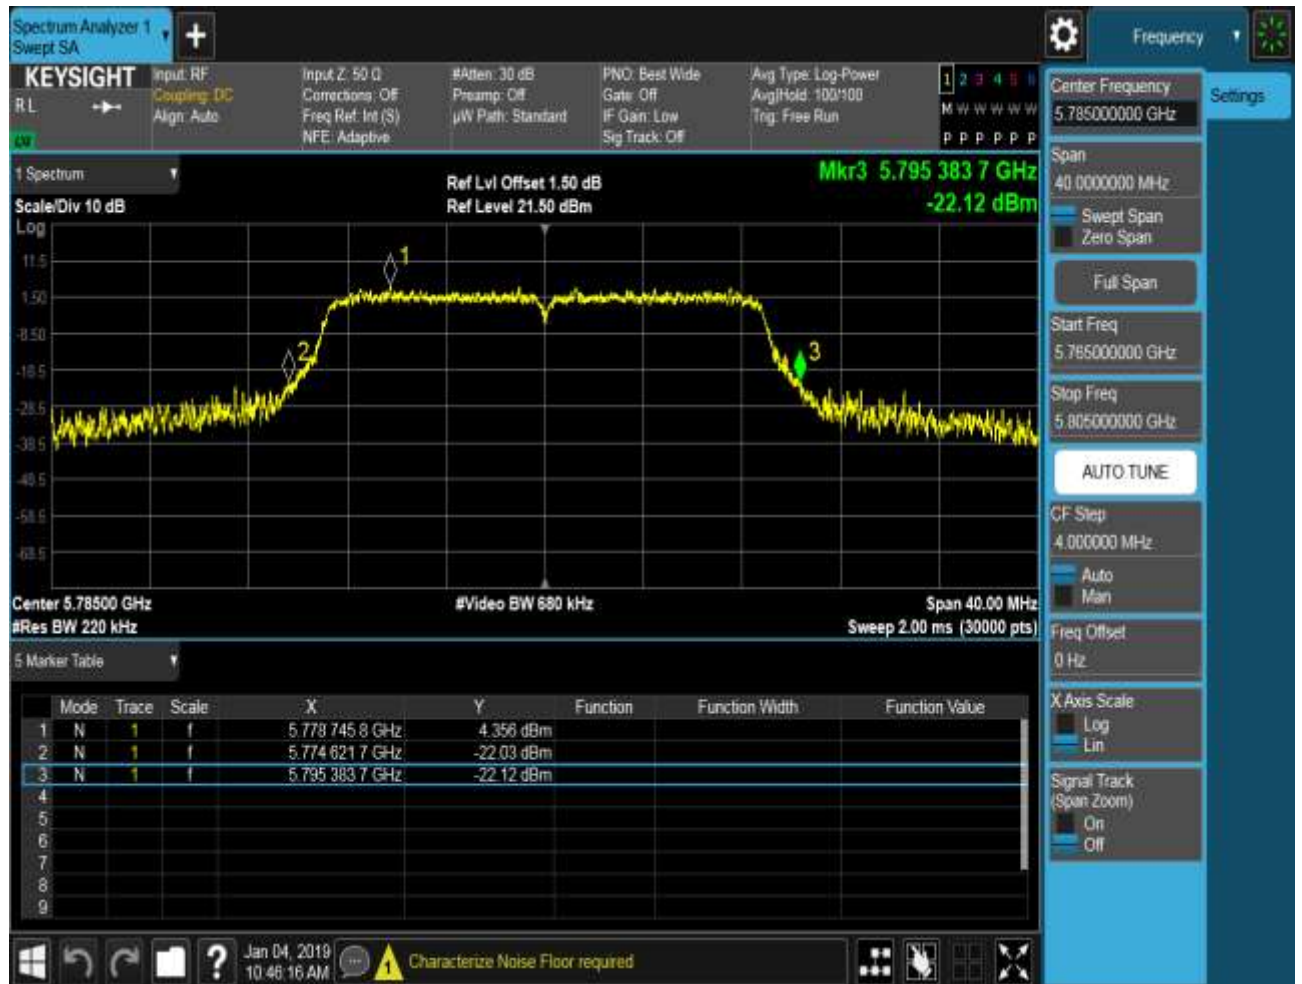 Spectrum Analyzer 1
Swept SA
+
Frequency
KEYSIGHT
R L
Input: RF
Coupling: DC
Align: Auto
Input Z: 50 Ω
Corrections: Off
Freq Ref: Int (S)
NFE: Adaptive
#Atten: 30 dB
Preamp: Off
µW Path: Standard
PNO: Best Wide
Gate: Off
IF Gain: Low
Sig Track: Off
Avg Type: Log-Power
Avg|Hold: 100/100
Trig: Free Run
1 2 3 4 5 6
M W W W W W
P P P P P P
1 Spectrum
Scale/Div 10 dB
Ref Lvl Offset 1.50 dB
Ref Level 21.50 dBm
Mkr3 5.795 383 7 GHz
-22.12 dBm
Log
11.5
1.50
-8.50
-18.5
-28.5
-38.5
-48.5
-58.5
-68.5
1
2
3
Center 5.78500 GHz
#Res BW 220 kHz
#Video BW 680 kHz
Span 40.00 MHz
Sweep 2.00 ms (30000 pts)
5 Marker Table
Mode Trace Scale X Y Function Function Width Function Value
1 N 1 f 5.778 745 8 GHz 4.356 dBm
2 N 1 f 5.774 621 7 GHz -22.03 dBm
3 N 1 f 5.795 383 7 GHz -22.12 dBm
4
5
6
7
8
9
Center Frequency
5.785000000 GHz
Settings
Span
40.0000000 MHz
Swept Span
Zero Span
Full Span
Start Freq
5.765000000 GHz
Stop Freq
5.805000000 GHz
AUTO TUNE
CF Step
4.000000 MHz
Auto
Man
Freq Offset
0 Hz
X Axis Scale
Log
Lin
Signal Track
(Span Zoom)
On
Off
?
Jan 04, 2019
10:46:16 AM
1
Characterize Noise Floor required